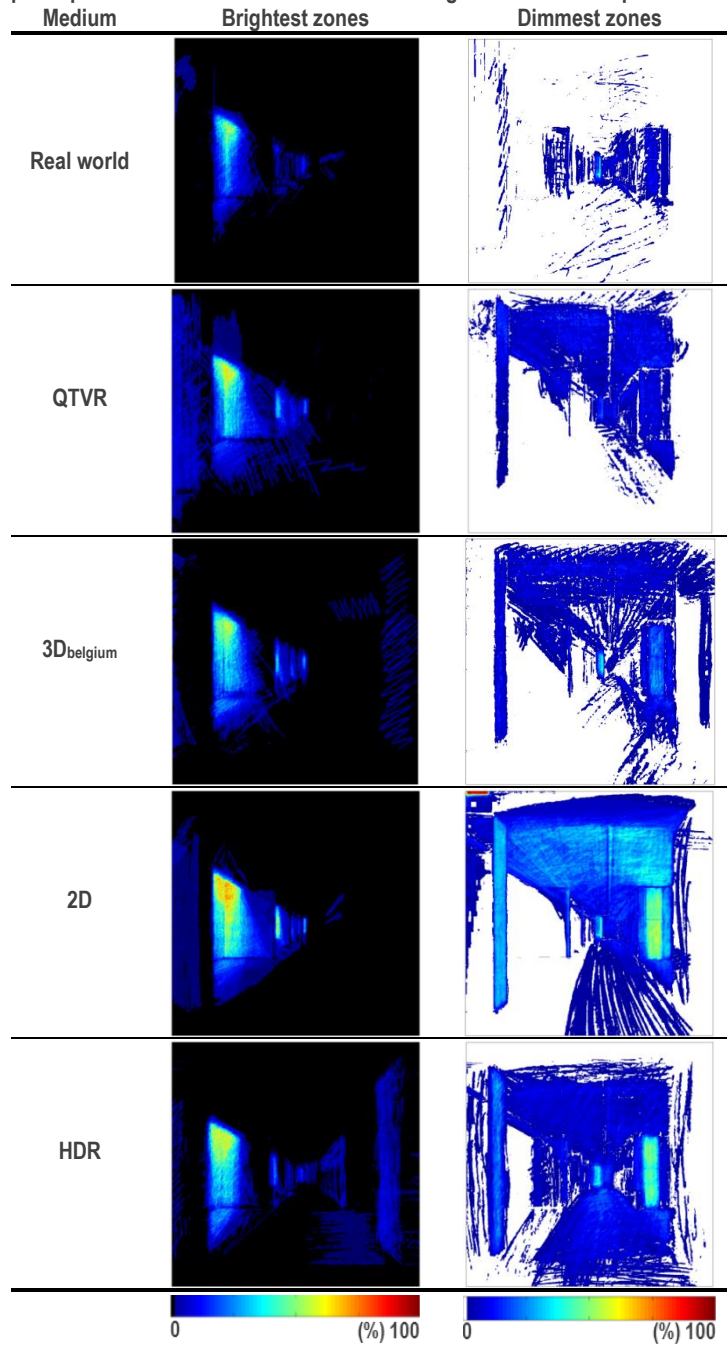 Medium Brightest zones Dimmest zones
Real world
QTVR
3Dbelgium
2D
HDR
0 (%) 100 0 (%) 100